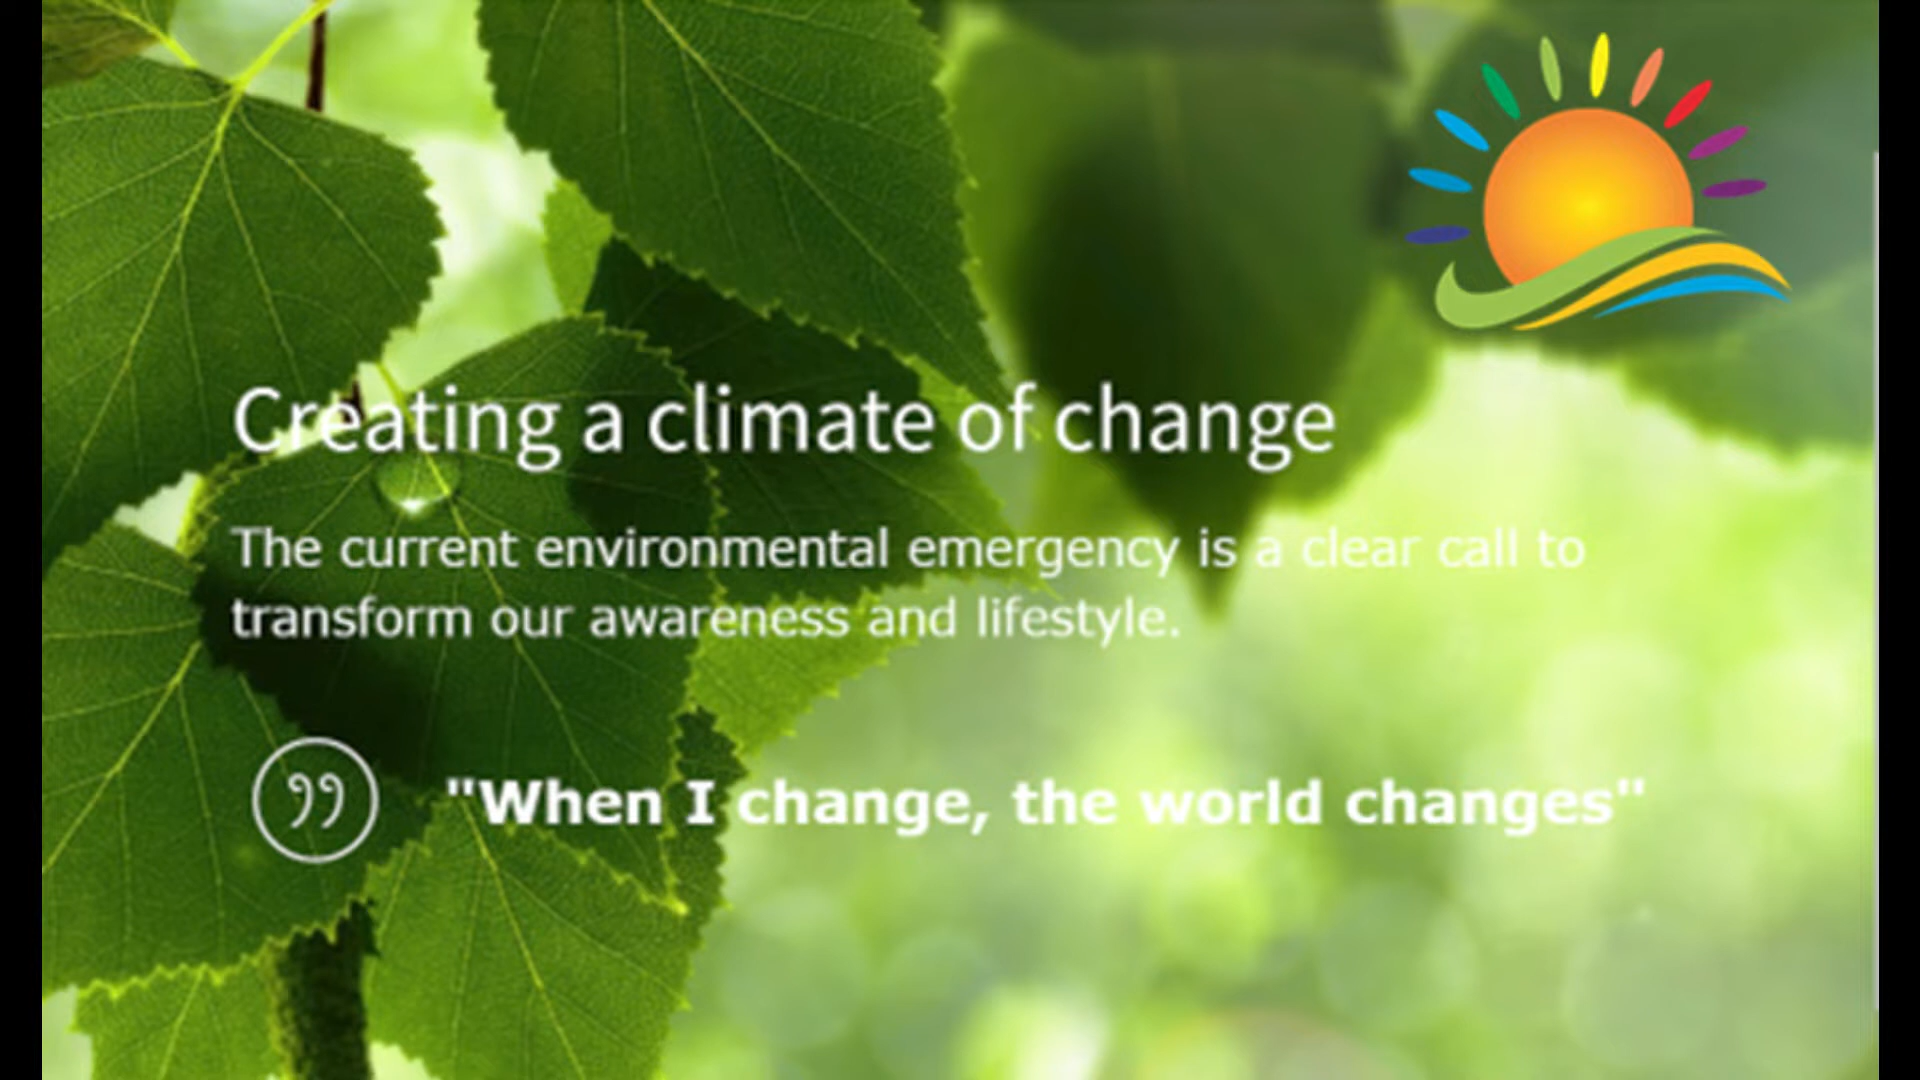 Creating a climate of change
The current environmental emergency is a clear call to
transform our awareness and lifestyle.
"When I change, the world changes"